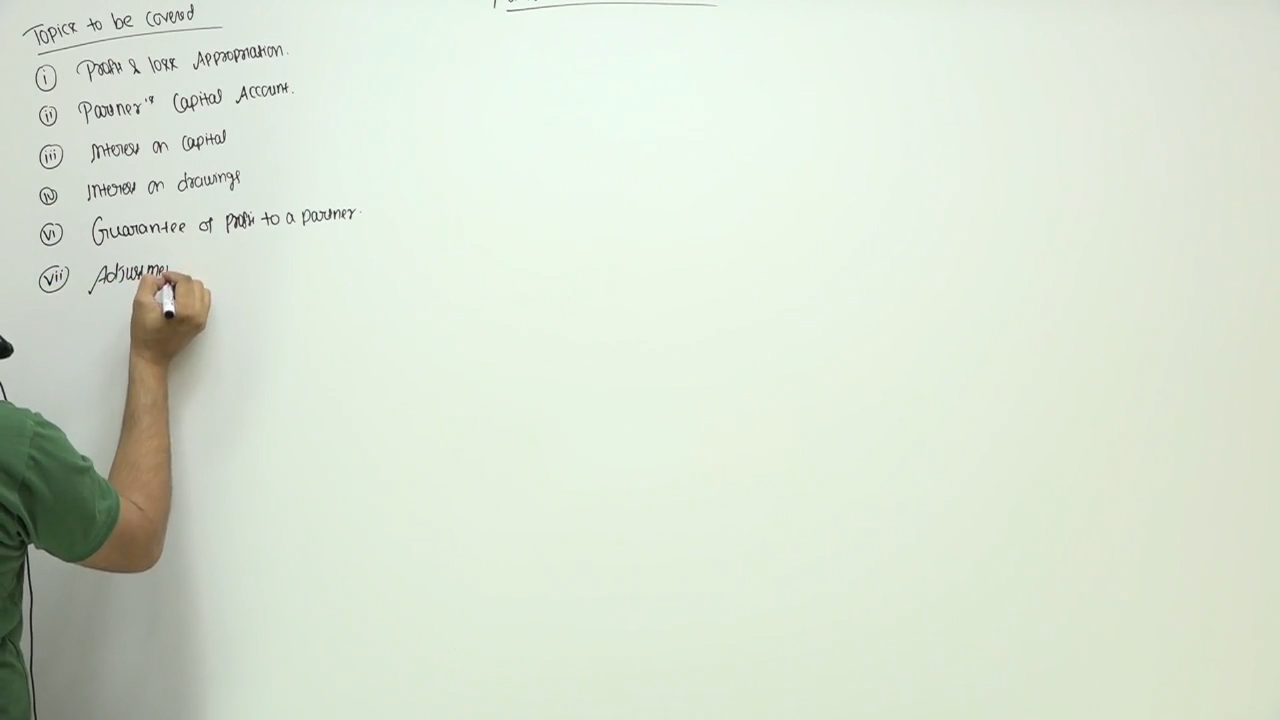 Topics to be covered
(i) Profit & loss Appropriation.
(ii) Partner's Capital Account.
(iii) Interest on capital
(iv) Interest on drawings
(vi) Guarantee of profit to a partner.
(vii) Adjustme